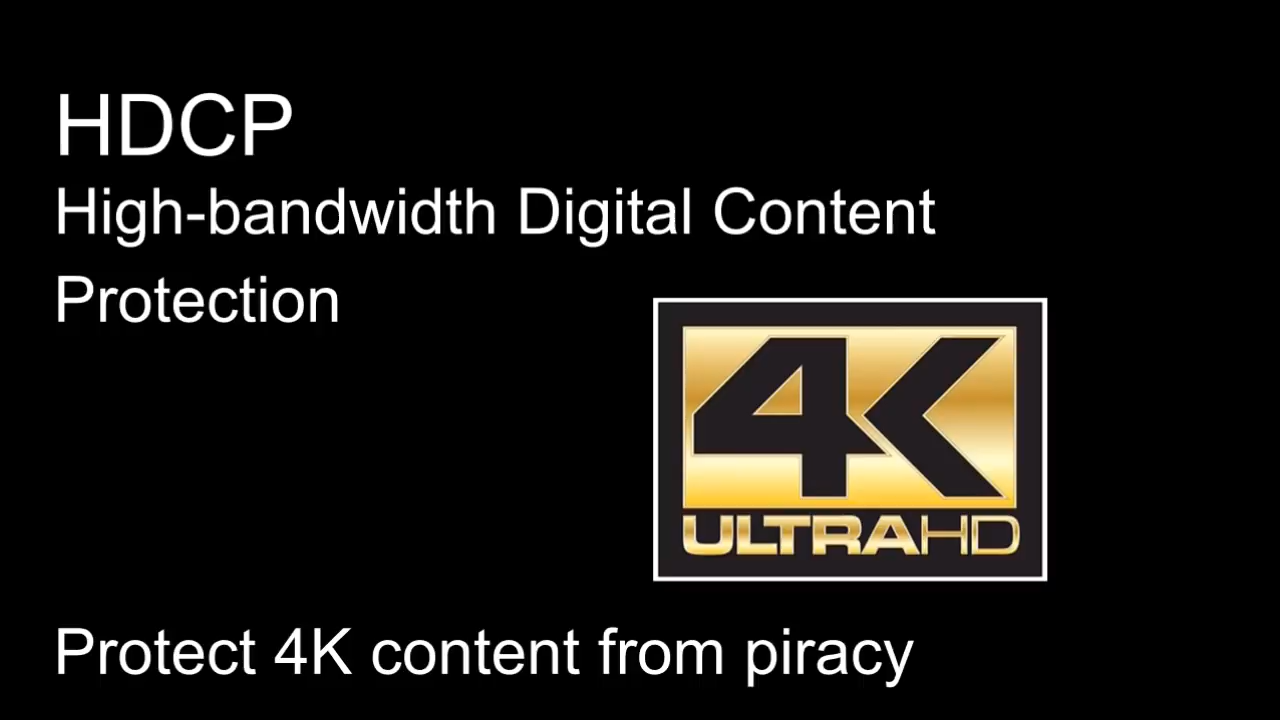 HDCP
High-bandwidth Digital Content
Protection
4K
ULTRAHD
Protect 4K content from piracy